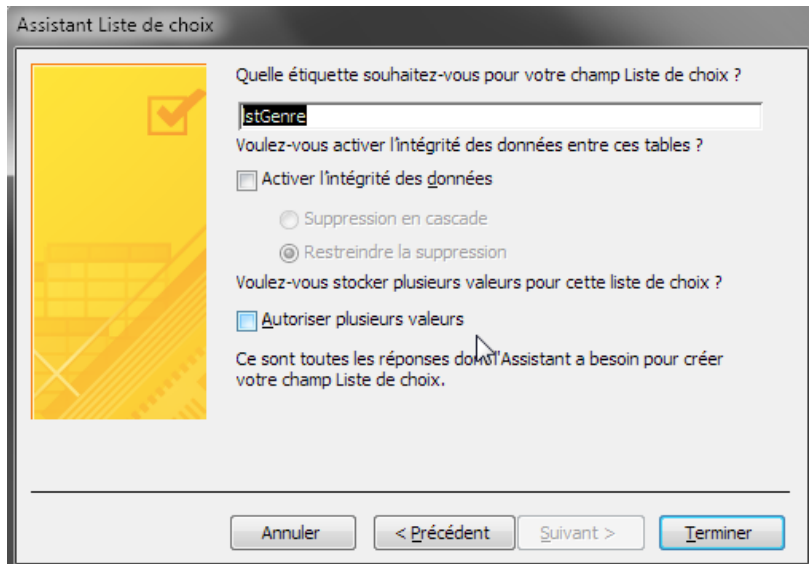 Assistant Liste de choix
Quelle étiquette souhaitez-vous pour votre champ Liste de choix ?
lstGenre
Voulez-vous activer l'intégrité des données entre ces tables ?
Activer l'intégrité des données
Suppression en cascade
Restreindre la suppression
Voulez-vous stocker plusieurs valeurs pour cette liste de choix ?
Autoriser plusieurs valeurs
Ce sont toutes les réponses dont l'Assistant a besoin pour créer
votre champ Liste de choix.
Annuler
< Précédent
Suivant >
Terminer